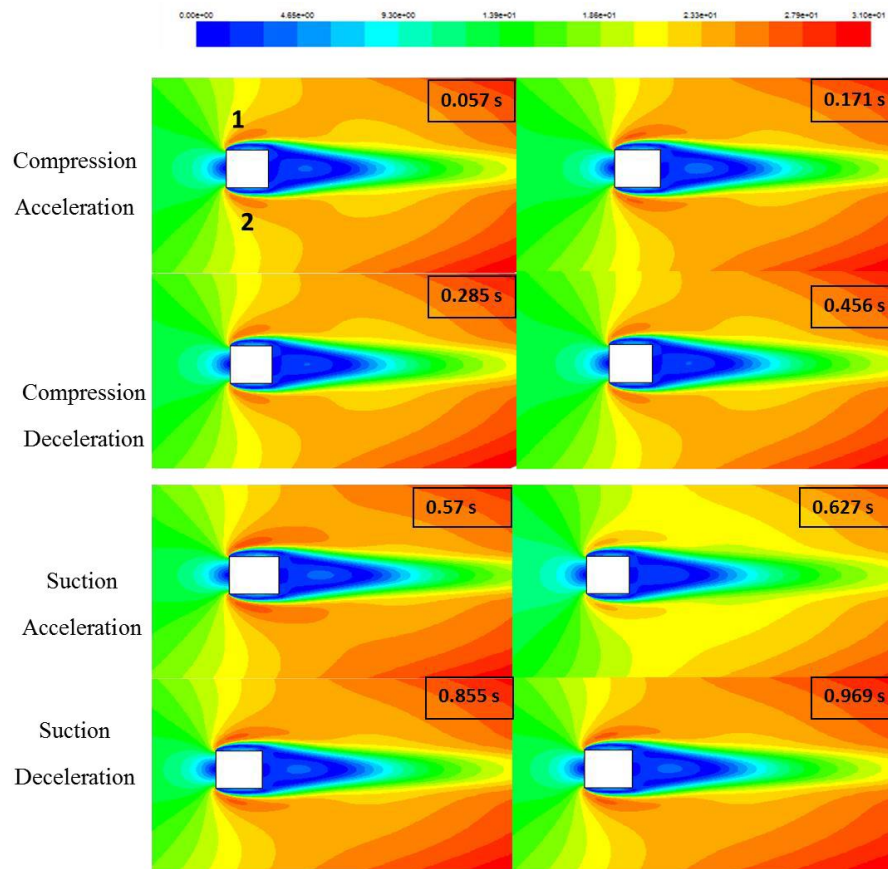 0.00e+00 4.65e+00 9.30e+00 1.39e+01 1.86e+01 2.33e+01 2.79e+01 3.10e+01
0.057 s 0.171 s
1
Compression
Acceleration
2
0.285 s 0.456 s
Compression
Deceleration
0.57 s 0.627 s
Suction
Acceleration
0.855 s 0.969 s
Suction
Deceleration